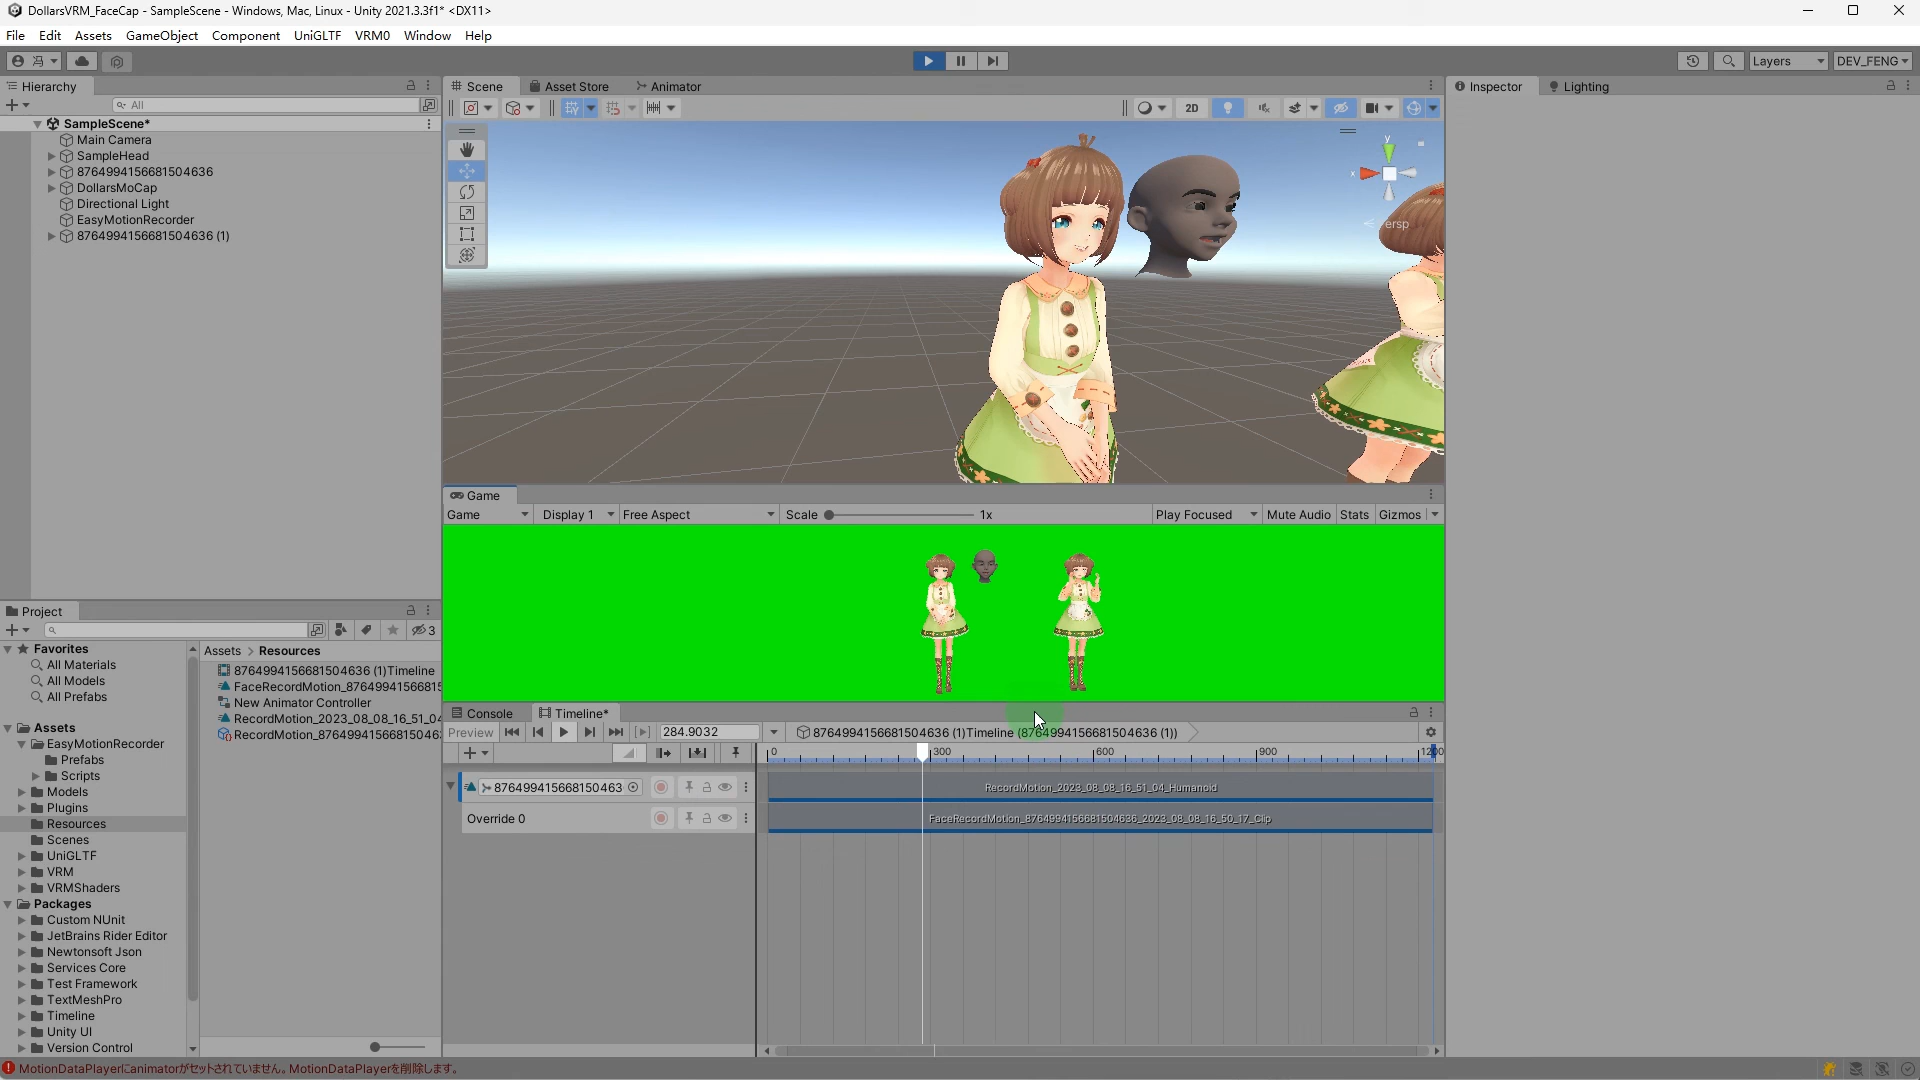 DollarsVRM_FaceCap - SampleScene - Windows, Mac, Linux - Unity 2021.3.3f1* <DX11>
File Edit Assets GameObject Component UniGLTF VRM0 Window Help
冯
Layers
DEV_FENG
Hierarchy
All
SampleScene*
Main Camera
SampleHead
8764994156681504636
DollarsMoCap
Directional Light
EasyMotionRecorder
8764994156681504636 (1)
Scene
Asset Store
Animator
2D
y
x
ersp
Inspector
Lighting
Game
Game
Display 1
Free Aspect
Scale
1x
Play Focused
Mute Audio
Stats
Gizmos
Project
3
Favorites
All Materials
All Models
All Prefabs
Assets
EasyMotionRecorder
Prefabs
Scripts
Models
Plugins
Resources
Scenes
UniGLTF
VRM
VRMShaders
Packages
Custom NUnit
JetBrains Rider Editor
Newtonsoft Json
Services Core
Test Framework
TextMeshPro
Timeline
Unity UI
Version Control
Assets > Resources
8764994156681504636 (1)Timeline
FaceRecordMotion_87649941566815
New Animator Controller
RecordMotion_2023_08_08_16_51_04
RecordMotion_876499415668150463
Console
Timeline*
Preview
284.9032
8764994156681504636 (1)Timeline (8764994156681504636 (1))
0 300 600 900 1200
876499415668150463
RecordMotion_2023_08_08_16_51_04_Humanoid
Override 0
FaceRecordMotion_8764994156681504636_2023_08_08_16_50_17_Clip
MotionDataPlayerにanimatorがセットされていません。MotionDataPlayerを削除します。